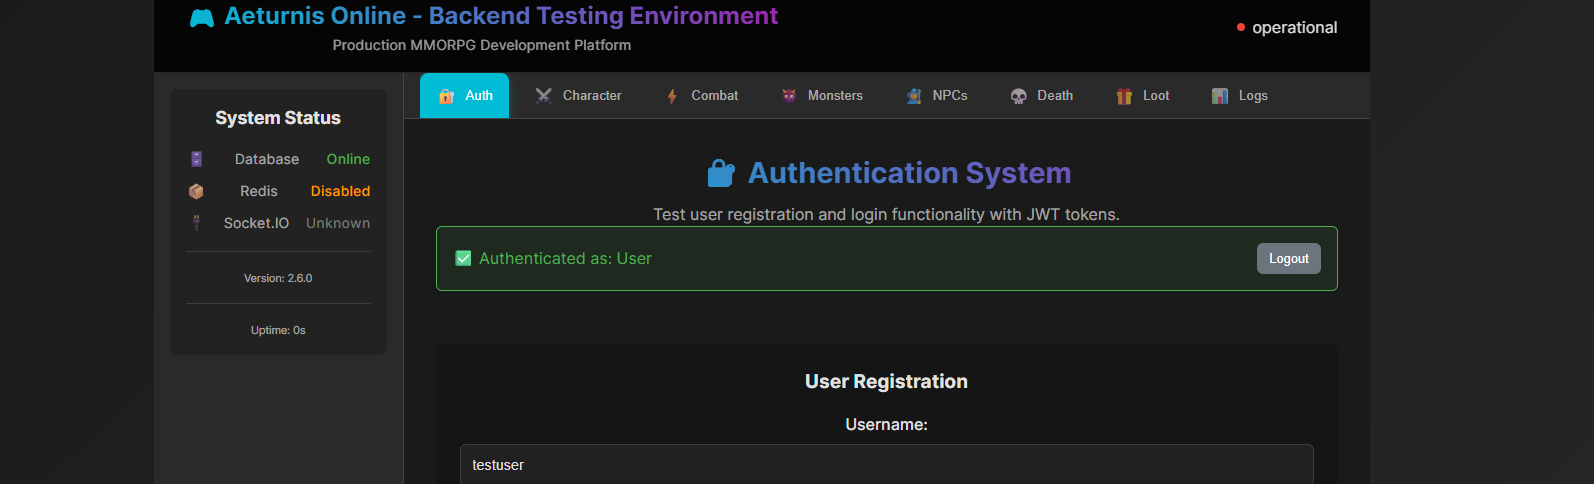 Aeturnis Online - Backend Testing Environment
Production MMORPG Development Platform
operational
System Status
Database Online
Redis Disabled
Socket.IO Unknown
Version: 2.6.0
Uptime: 0s
Auth Character Combat Monsters NPCs Death Loot Logs
Authentication System
Test user registration and login functionality with JWT tokens.
Authenticated as: User
Logout
User Registration
Username:
testuser